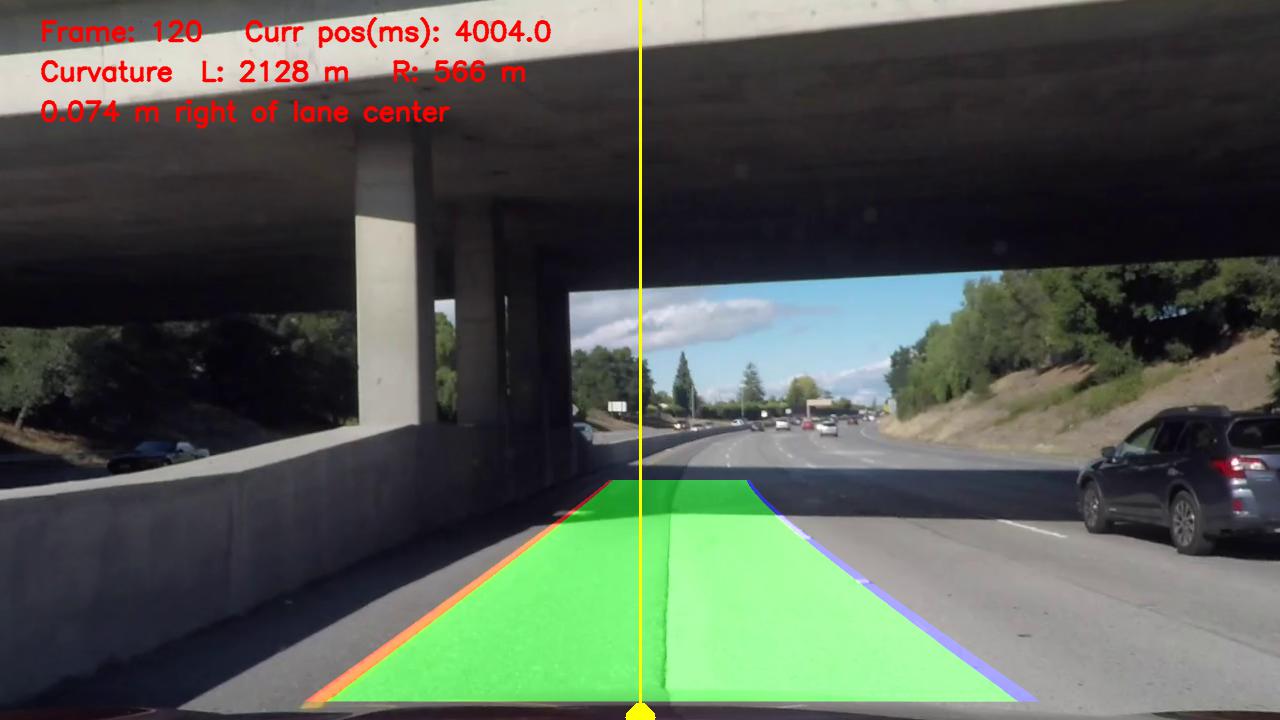 Frame: 120 Curr pos(ms): 4004.0
Curvature L: 2128 m R: 566 m
0.074 m right of lane center